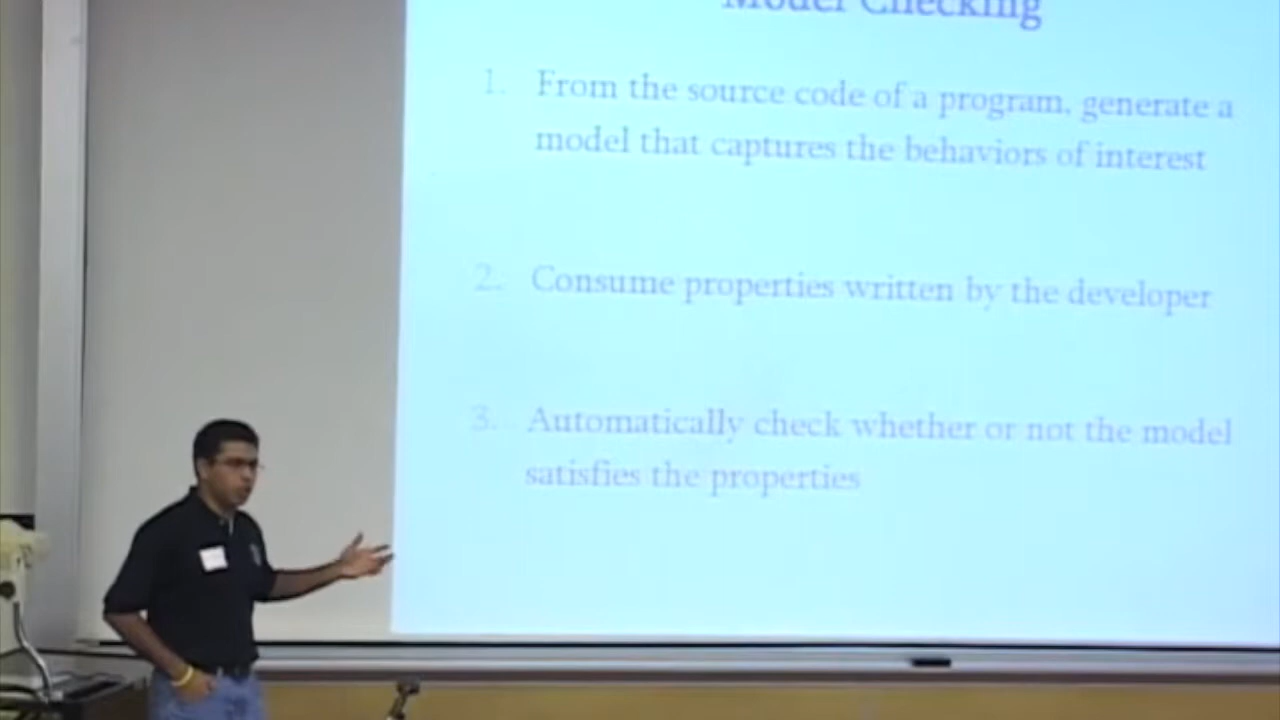 Model Checking
1. From the source code of a program, generate a
model that captures the behaviors of interest
2. Consume properties written by the developer
3. Automatically check whether or not the model
satisfies the properties